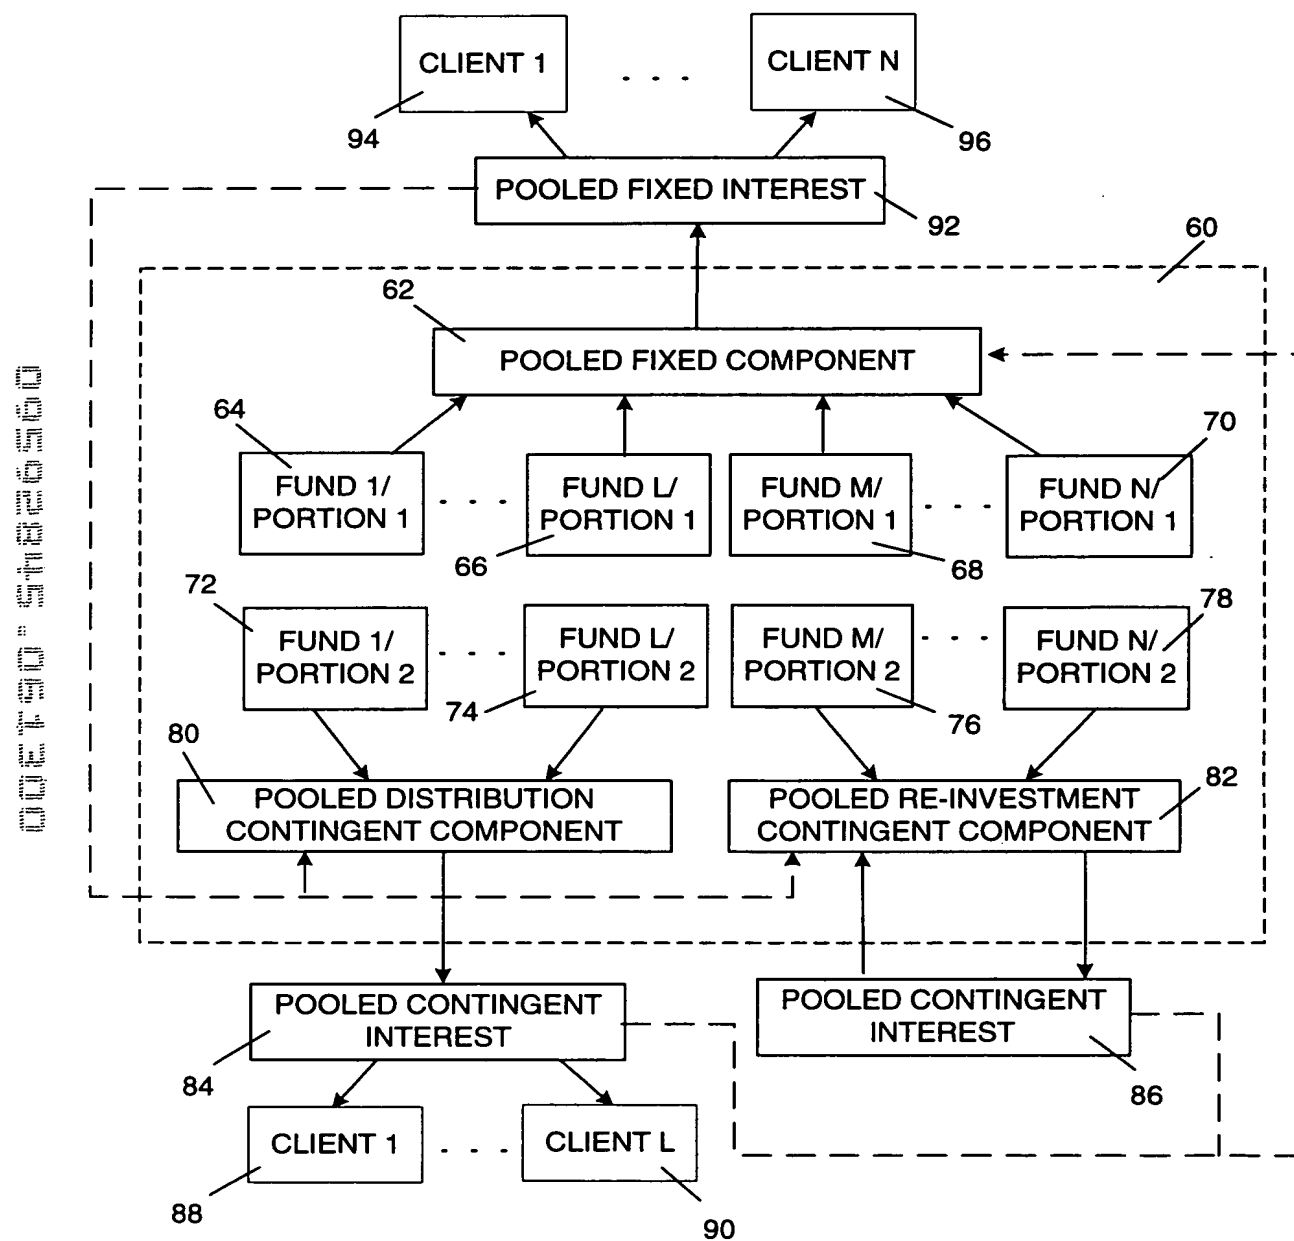 CLIENT 1
. . .
CLIENT N
94
96
POOLED FIXED INTEREST
92
60
62
POOLED FIXED COMPONENT
64
70
FUND 1/
PORTION 1
. . .
FUND L/
PORTION 1
FUND M/
PORTION 1
. . .
FUND N/
PORTION 1
66
68
72
78
FUND 1/
PORTION 2
. . .
FUND L/
PORTION 2
FUND M/
PORTION 2
. . .
FUND N/
PORTION 2
74
76
80
82
POOLED DISTRIBUTION
CONTINGENT COMPONENT
POOLED RE-INVESTMENT
CONTINGENT COMPONENT
POOLED CONTINGENT
INTEREST
POOLED CONTINGENT
INTEREST
84
86
CLIENT 1
. . .
CLIENT L
88
90